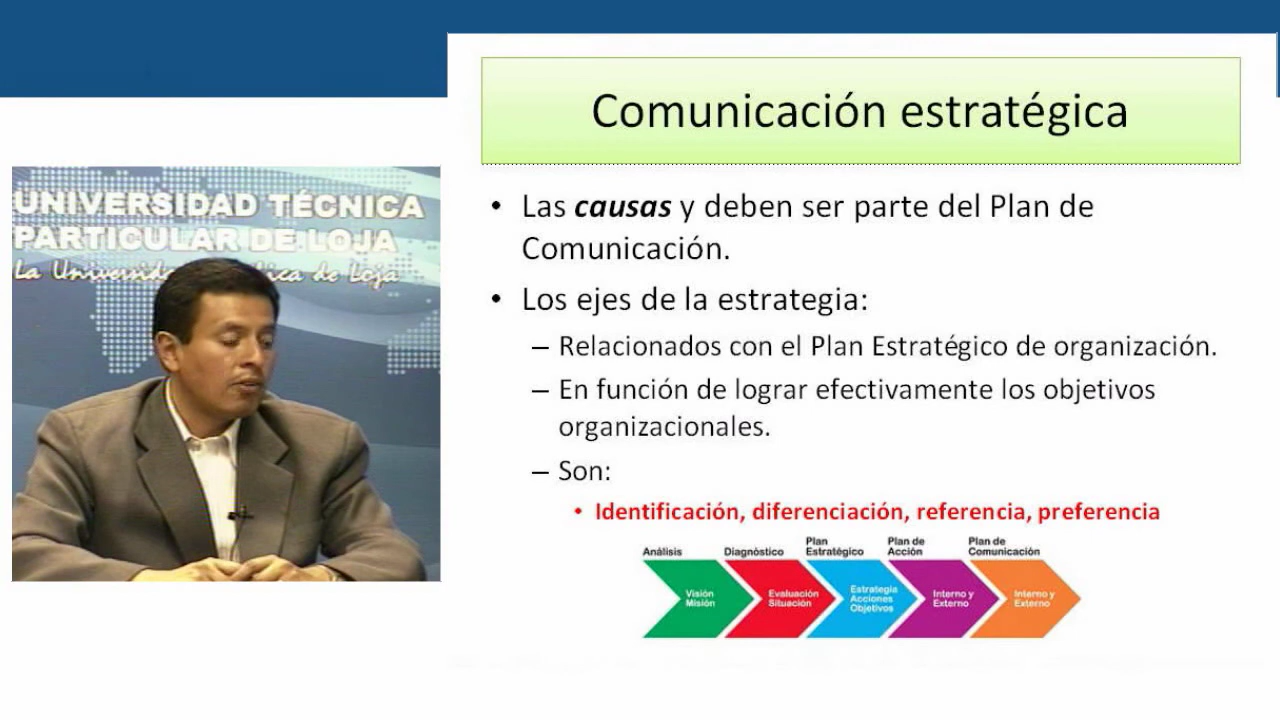 Comunicación estratégica
UNIVERSIDAD TÉCNICA
PARTICULAR DE LOJA
La Universidad de Loja
• Las causas y deben ser parte del Plan de
Comunicación.
• Los ejes de la estrategia:
– Relacionados con el Plan Estratégico de organización.
– En función de lograr efectivamente los objetivos
organizacionales.
– Son:
• Identificación, diferenciación, referencia, preferencia
Análisis
Diagnóstico
Plan
Estratégico
Plan de
Acción
Plan de
Comunicación
Visión
Misión
Evaluación
Situación
Estrategia
Acciones
Objetivos
Interno y
Externo
Interno y
Externo